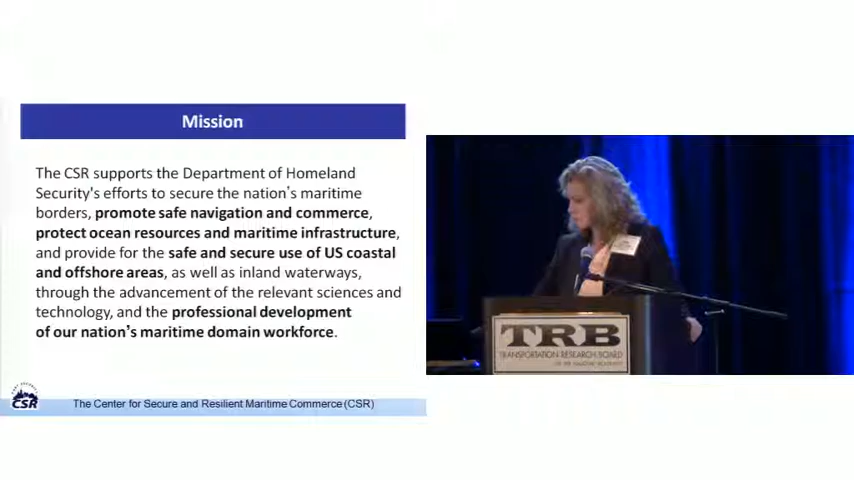 Mission
The CSR supports the Department of Homeland
Security's efforts to secure the nation's maritime
borders, promote safe navigation and commerce,
protect ocean resources and maritime infrastructure,
and provide for the safe and secure use of US coastal
and offshore areas, as well as inland waterways,
through the advancement of the relevant sciences and
technology, and the professional development
of our nation's maritime domain workforce.
CSR
The Center for Secure and Resilient Maritime Commerce (CSR)
TRB
TRANSPORTATION RESEARCH BOARD